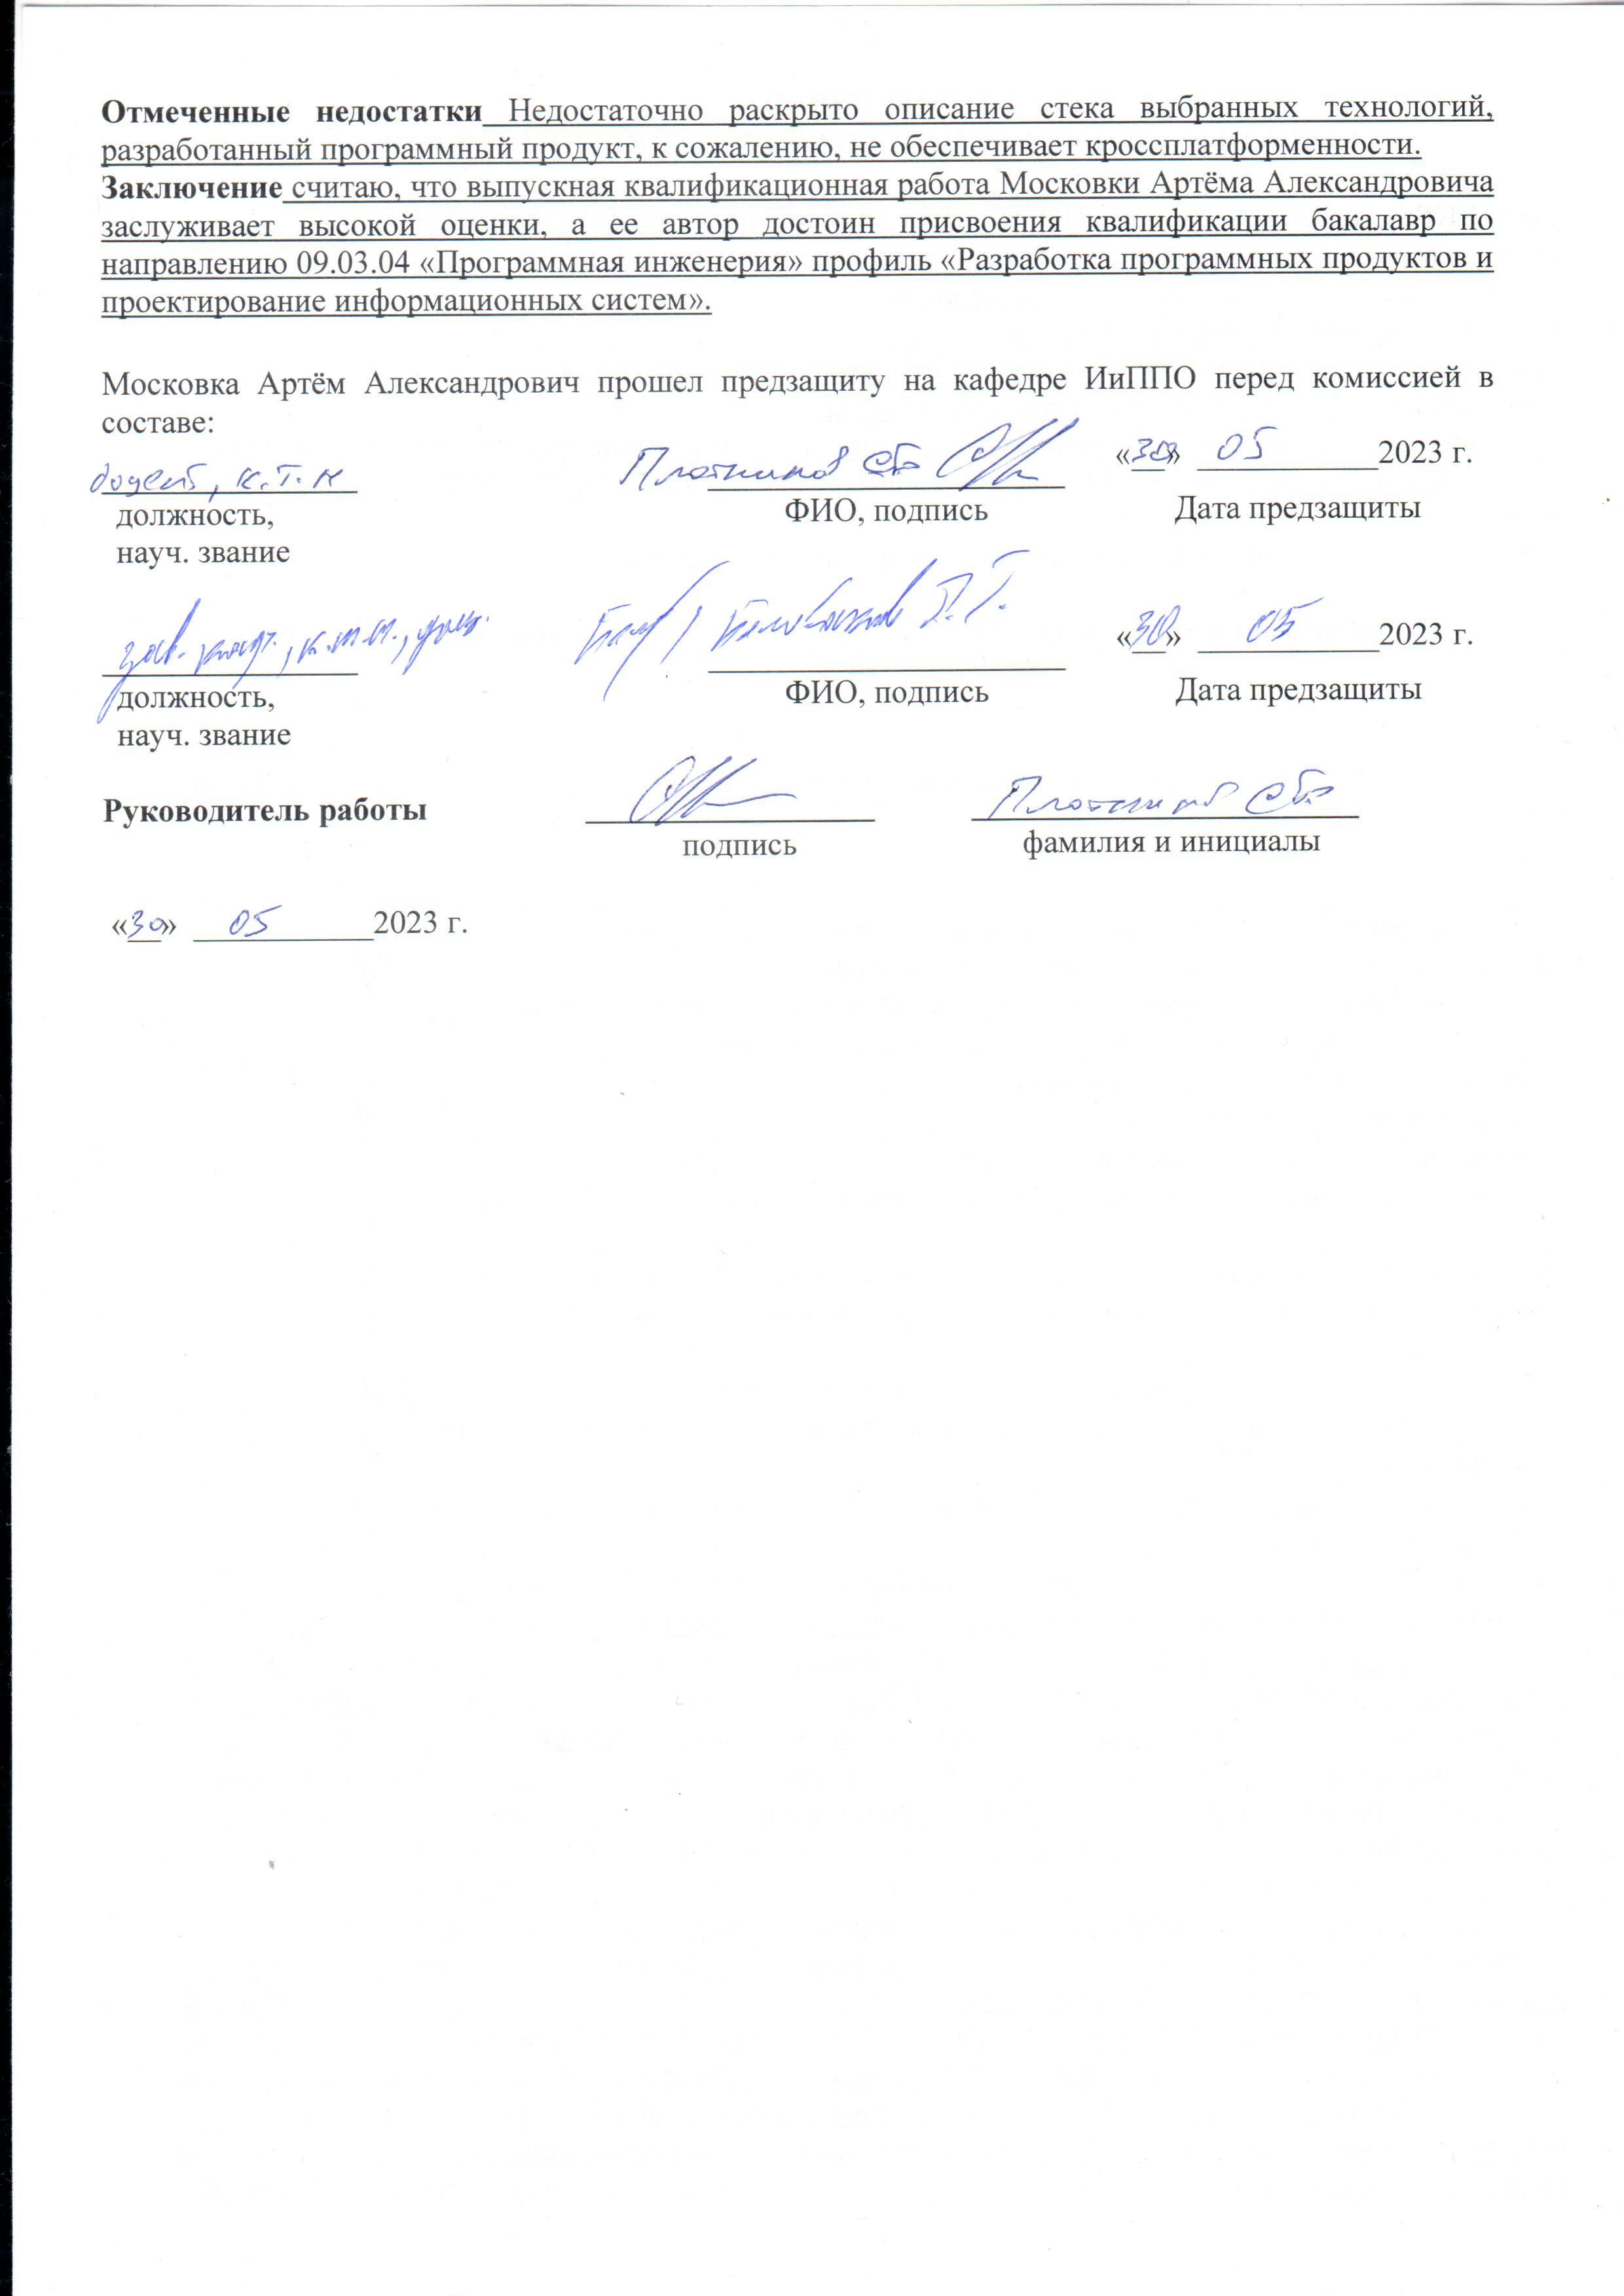 Отмеченные недостатки Недостаточно раскрыто описание стека выбранных технологий,
разработанный программный продукт, к сожалению, не обеспечивает кроссплатформенности.
Заключение считаю, что выпускная квалификационная работа Московки Артёма Александровича
заслуживает высокой оценки, а ее автор достоин присвоения квалификации бакалавр по
направлению 09.03.04 «Программная инженерия» профиль «Разработка программных продуктов и
проектирование информационных систем».
Московка Артём Александрович прошел предзащиту на кафедре ИиППО перед комиссией в
составе:
доцент, к.т.н Плотников СБ «30» 05 2023 г.
должность, ФИО, подпись Дата предзащиты
науч. звание
зав. каф., к.т.н., доц. «30» 05 2023 г.
должность, ФИО, подпись Дата предзащиты
науч. звание
Руководитель работы Плотников СБ
подпись фамилия и инициалы
«30» 05 2023 г.